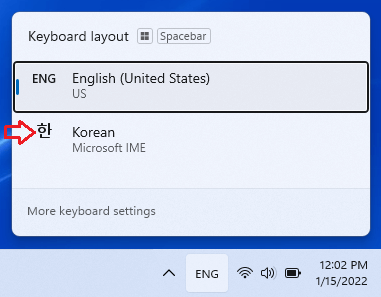 Keyboard layout Spacebar
ENG English (United States)
US
한 Korean
Microsoft IME
More keyboard settings
ENG 12:02 PM
1/15/2022